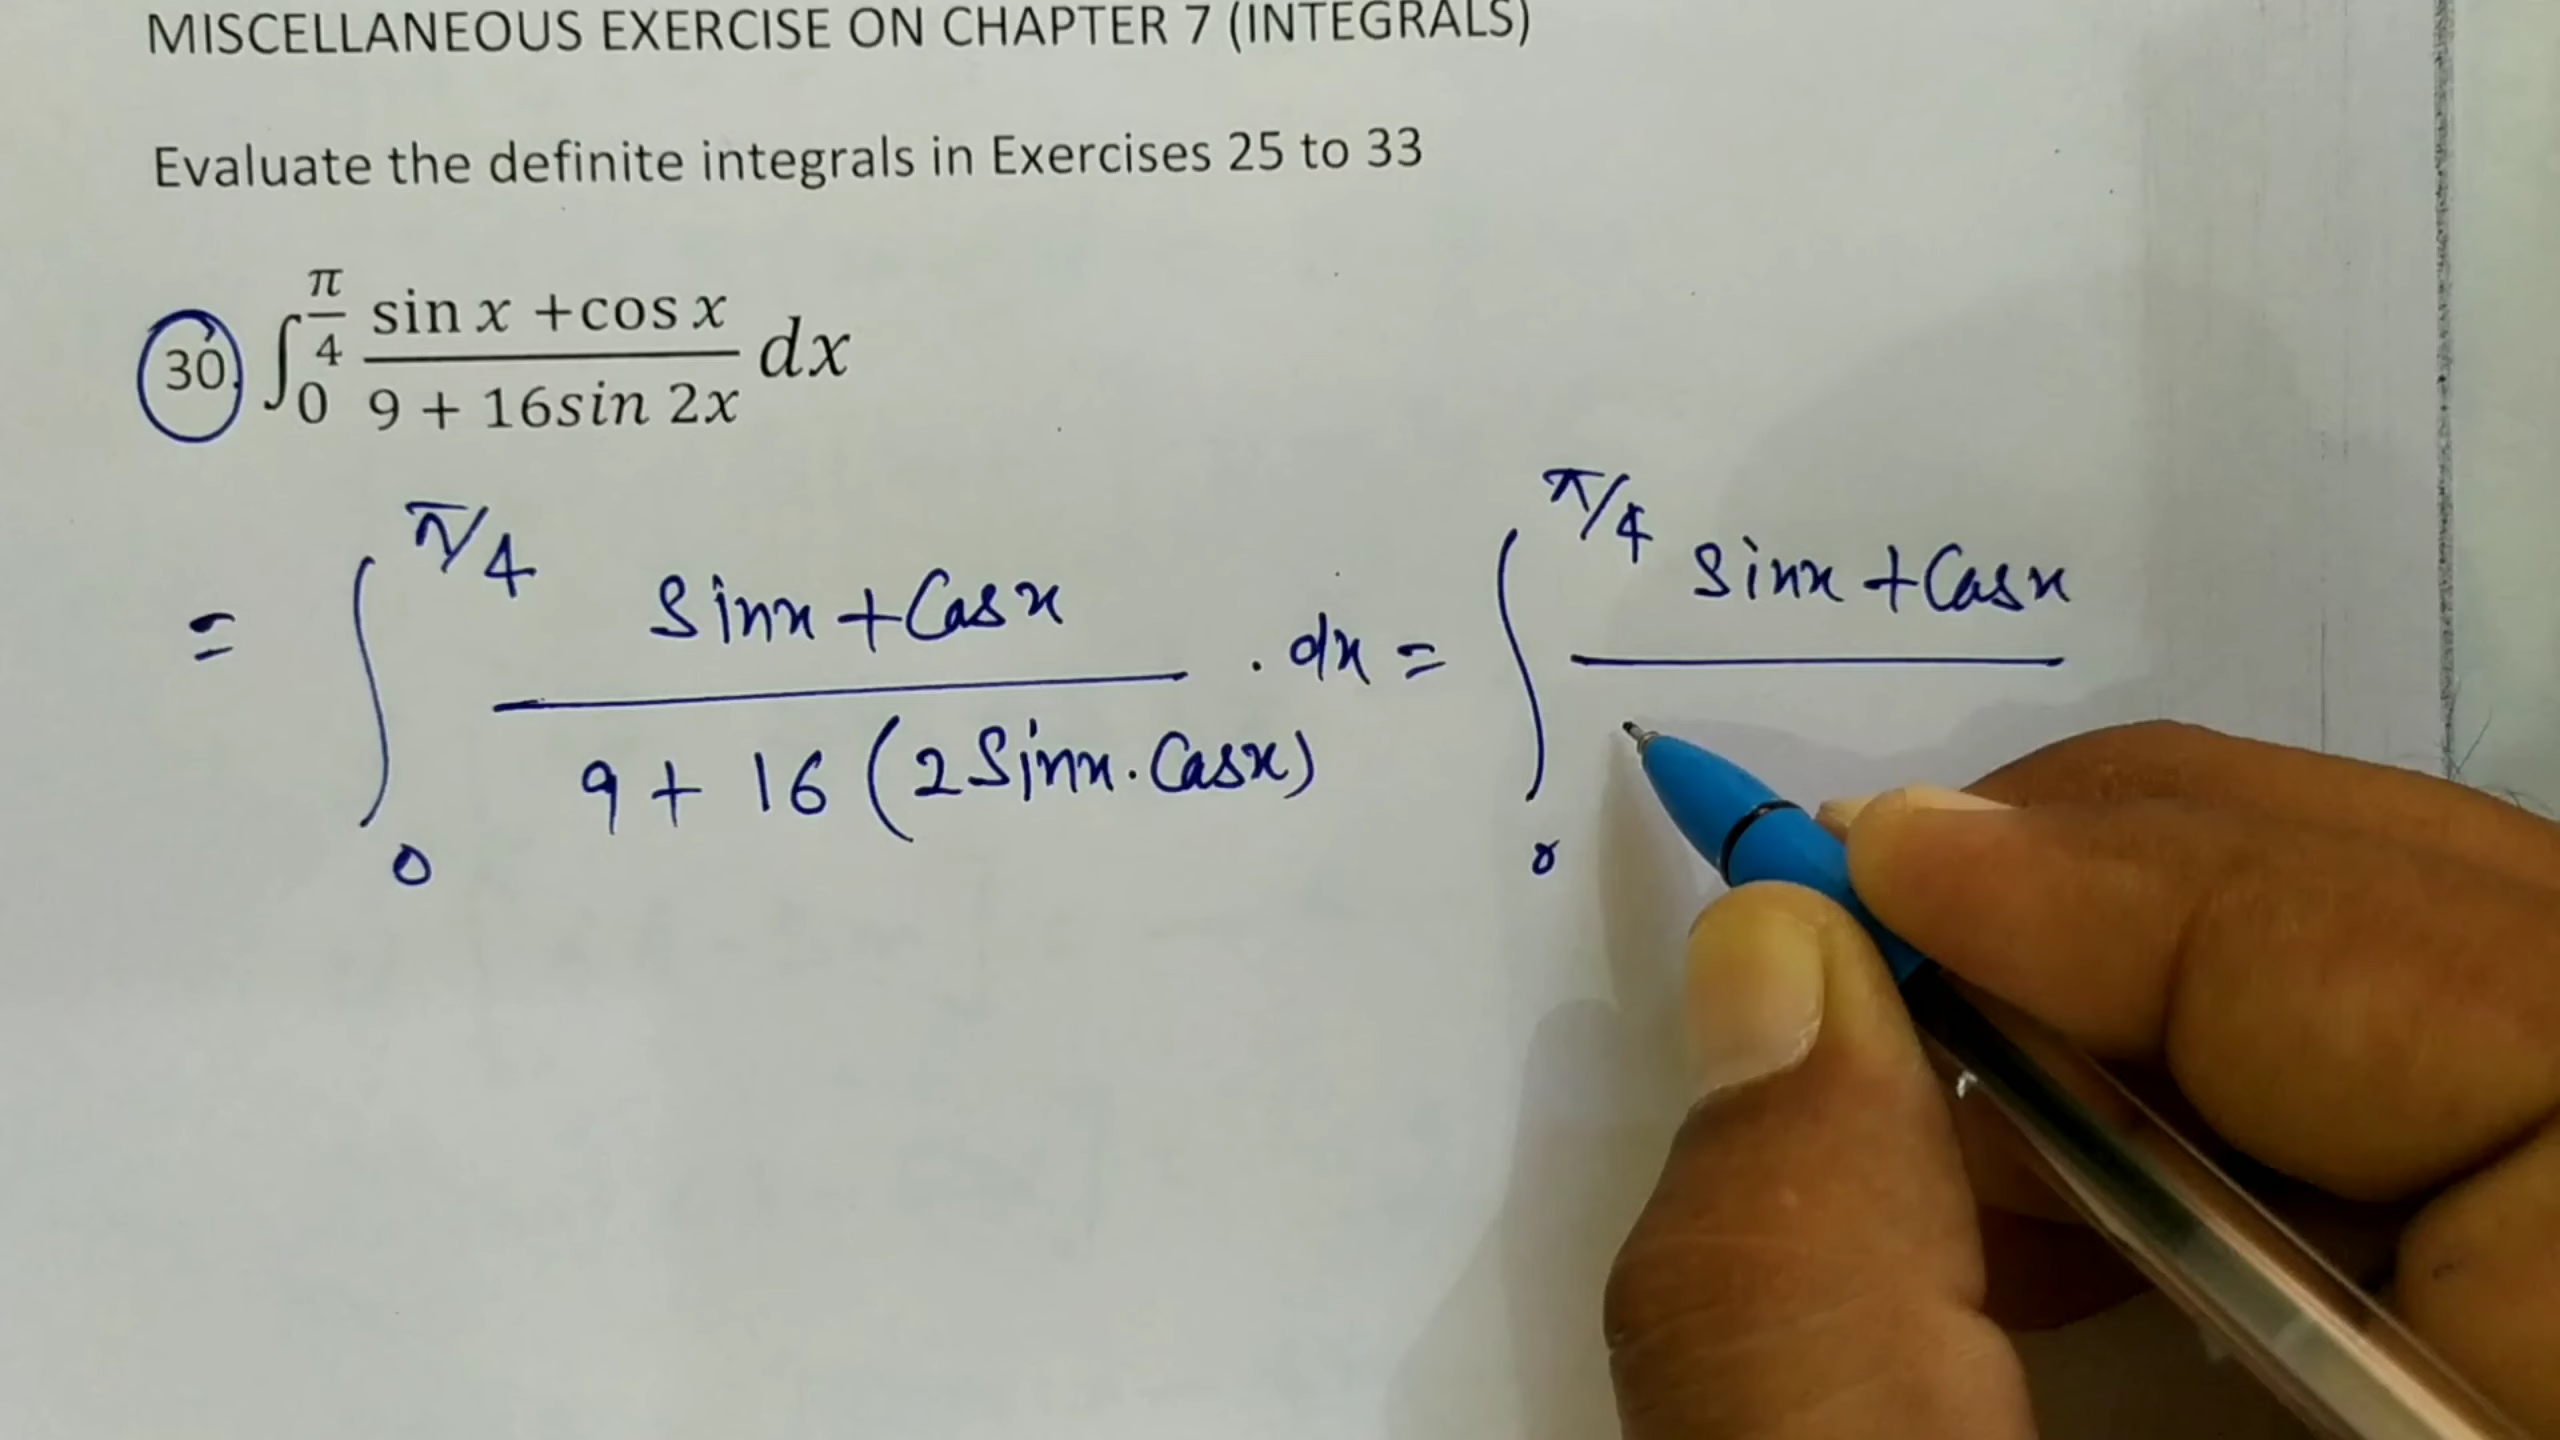 MISCELLANEOUS EXERCISE ON CHAPTER 7 (INTEGRALS)
Evaluate the definite integrals in Exercises 25 to 33
30. ∫₀^(π/4) (sin x + cos x)/(9 + 16sin 2x) dx
= ∫₀^(π/4) (Sinx + Cosx)/(9 + 16(2Sinx.Cosx)) . dx = ∫₀^(π/4) Sinx + Cosx